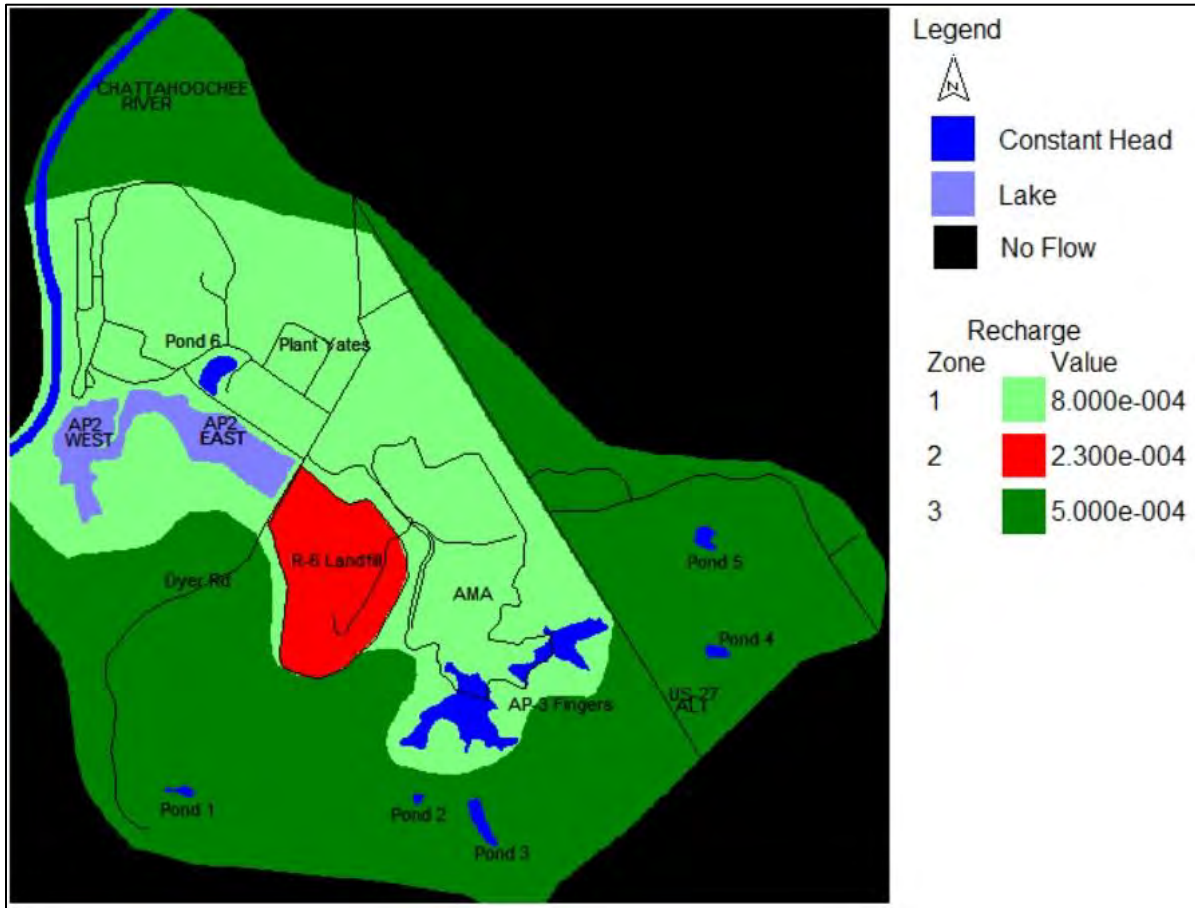 CHATTAHOOCHEE
RIVER
Pond 6
Plant Yates
AP2
WEST
AP2
EAST
R-6 Landfill
Dyer Rd
AMA
Pond 5
Pond 4
US-27
ALT
AP-3 Fingers
Pond 1
Pond 2
Pond 3
Legend
N
Constant Head
Lake
No Flow
Recharge
Zone Value
1 8.000e-004
2 2.300e-004
3 5.000e-004